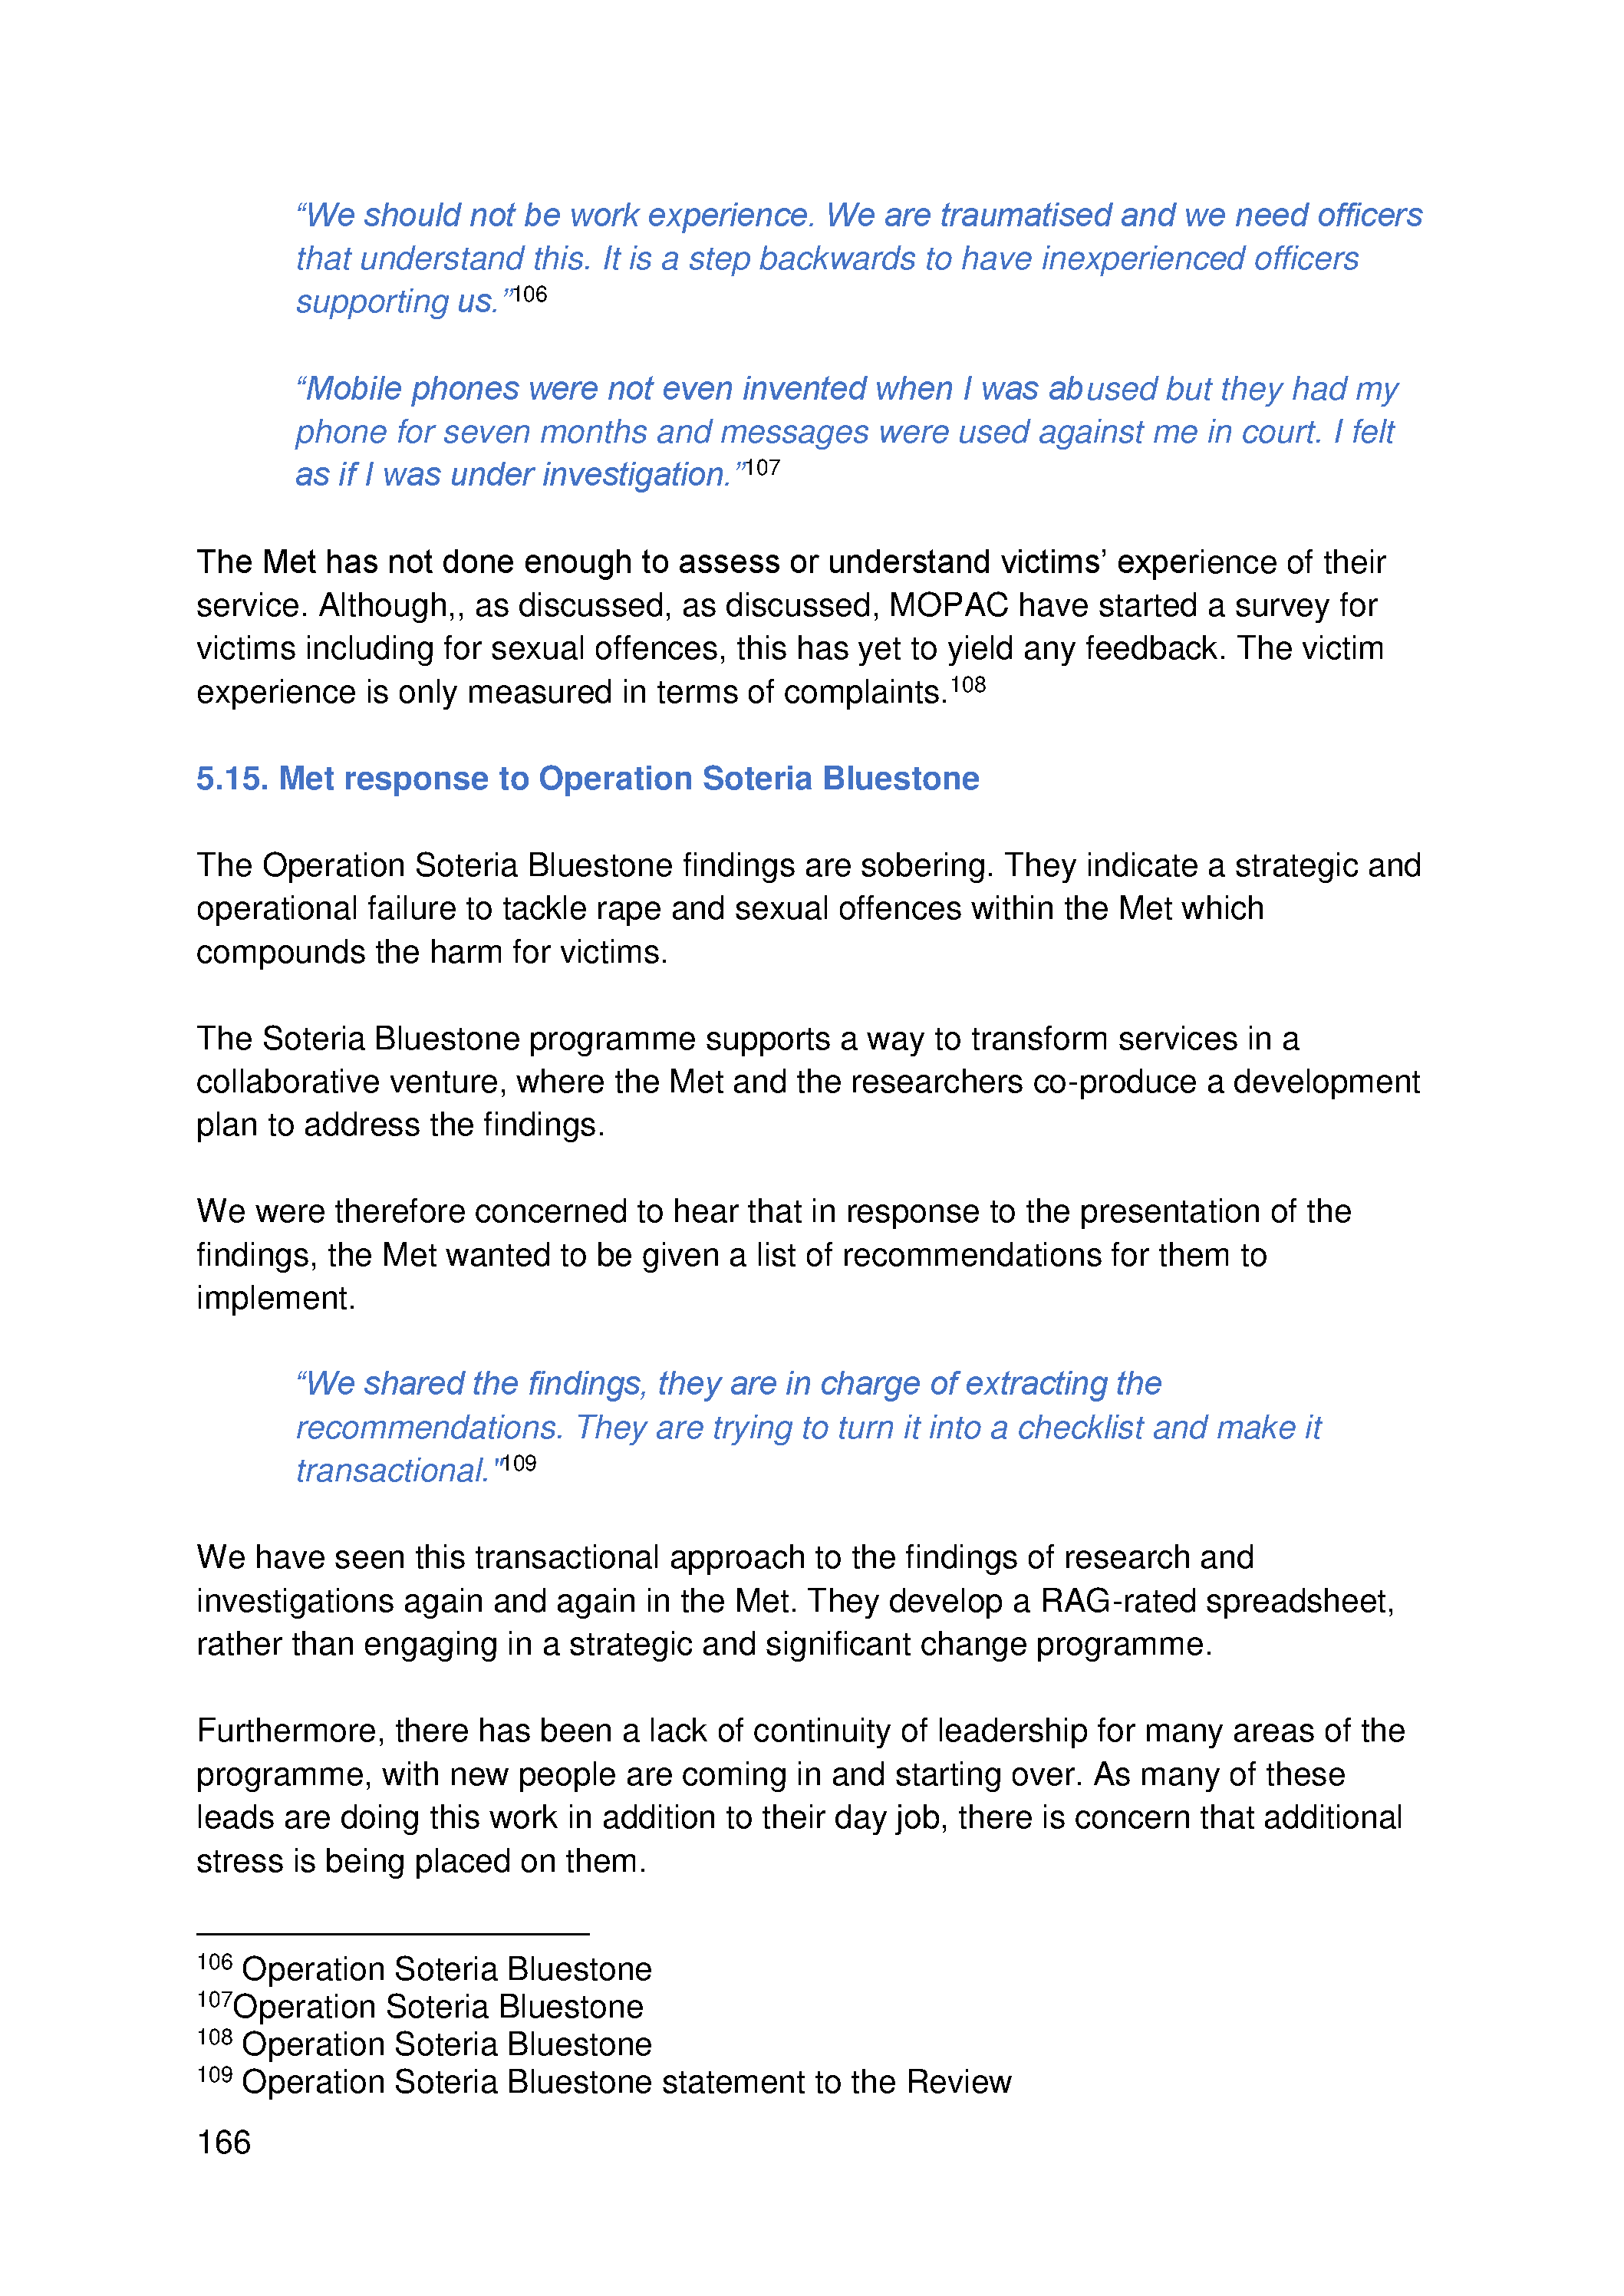 “We should not be work experience. We are traumatised and we need officers
that understand this. It is a step backwards to have inexperienced officers
supporting us.”106
“Mobile phones were not even invented when I was abused but they had my
phone for seven months and messages were used against me in court. I felt
as if I was under investigation.”107
The Met has not done enough to assess or understand victims’ experience of their
service. Although,, as discussed, as discussed, MOPAC have started a survey for
victims including for sexual offences, this has yet to yield any feedback. The victim
experience is only measured in terms of complaints.108
5.15. Met response to Operation Soteria Bluestone
The Operation Soteria Bluestone findings are sobering. They indicate a strategic and
operational failure to tackle rape and sexual offences within the Met which
compounds the harm for victims.
The Soteria Bluestone programme supports a way to transform services in a
collaborative venture, where the Met and the researchers co-produce a development
plan to address the findings.
We were therefore concerned to hear that in response to the presentation of the
findings, the Met wanted to be given a list of recommendations for them to
implement.
“We shared the findings, they are in charge of extracting the
recommendations. They are trying to turn it into a checklist and make it
transactional."109
We have seen this transactional approach to the findings of research and
investigations again and again in the Met. They develop a RAG-rated spreadsheet,
rather than engaging in a strategic and significant change programme.
Furthermore, there has been a lack of continuity of leadership for many areas of the
programme, with new people are coming in and starting over. As many of these
leads are doing this work in addition to their day job, there is concern that additional
stress is being placed on them.
106 Operation Soteria Bluestone
107Operation Soteria Bluestone
108 Operation Soteria Bluestone
109 Operation Soteria Bluestone statement to the Review
166